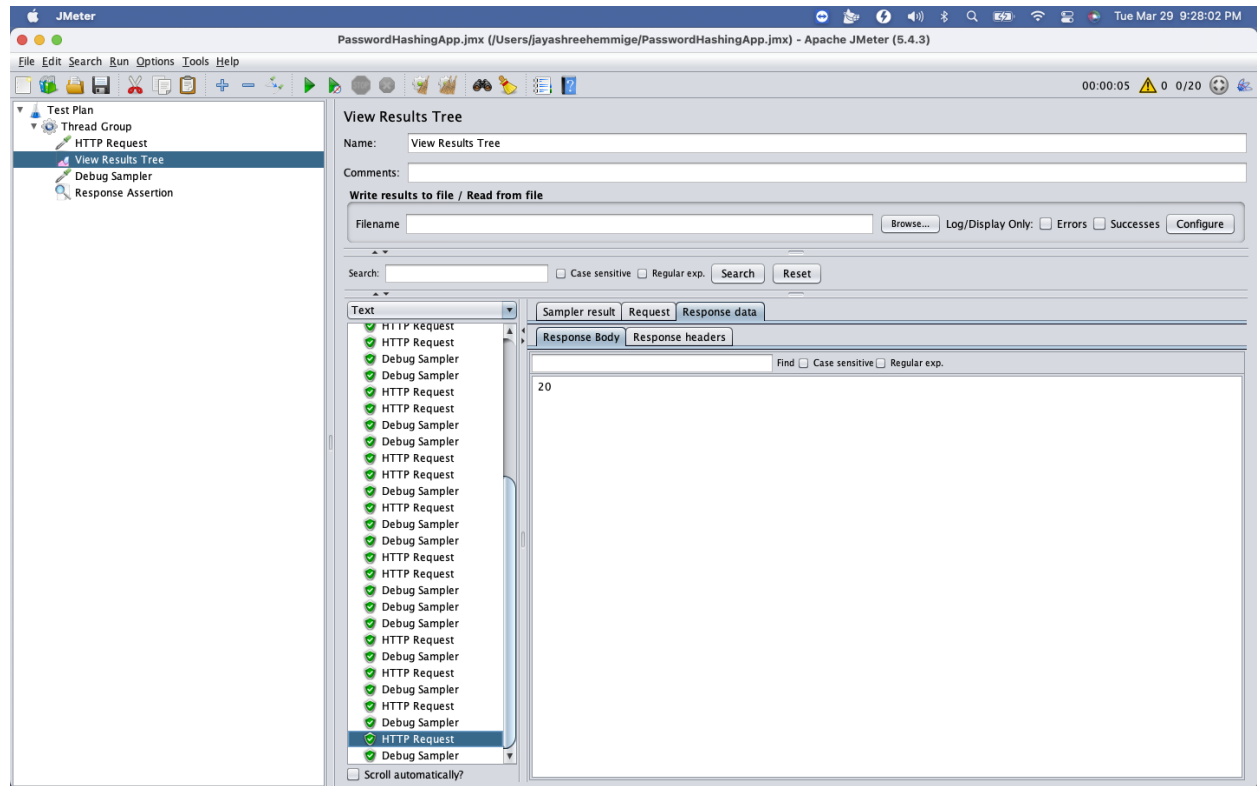 JMeter
Tue Mar 29 9:28:02 PM
PasswordHashingApp.jmx (/Users/jayashreehemmige/PasswordHashingApp.jmx) - Apache JMeter (5.4.3)
File Edit Search Run Options Tools Help
00:00:05 0 0/20
Test Plan
Thread Group
HTTP Request
View Results Tree
Debug Sampler
Response Assertion
View Results Tree
Name: View Results Tree
Comments:
Write results to file / Read from file
Filename Browse... Log/Display Only: Errors Successes Configure
Search: Case sensitive Regular exp. Search Reset
Text
HTTP Request
HTTP Request
Debug Sampler
Debug Sampler
HTTP Request
HTTP Request
Debug Sampler
Debug Sampler
HTTP Request
HTTP Request
Debug Sampler
HTTP Request
Debug Sampler
Debug Sampler
HTTP Request
HTTP Request
Debug Sampler
Debug Sampler
Debug Sampler
HTTP Request
Debug Sampler
HTTP Request
Debug Sampler
HTTP Request
Debug Sampler
HTTP Request
Debug Sampler
Scroll automatically?
Sampler result Request Response data
Response Body Response headers
Find Case sensitive Regular exp.
20